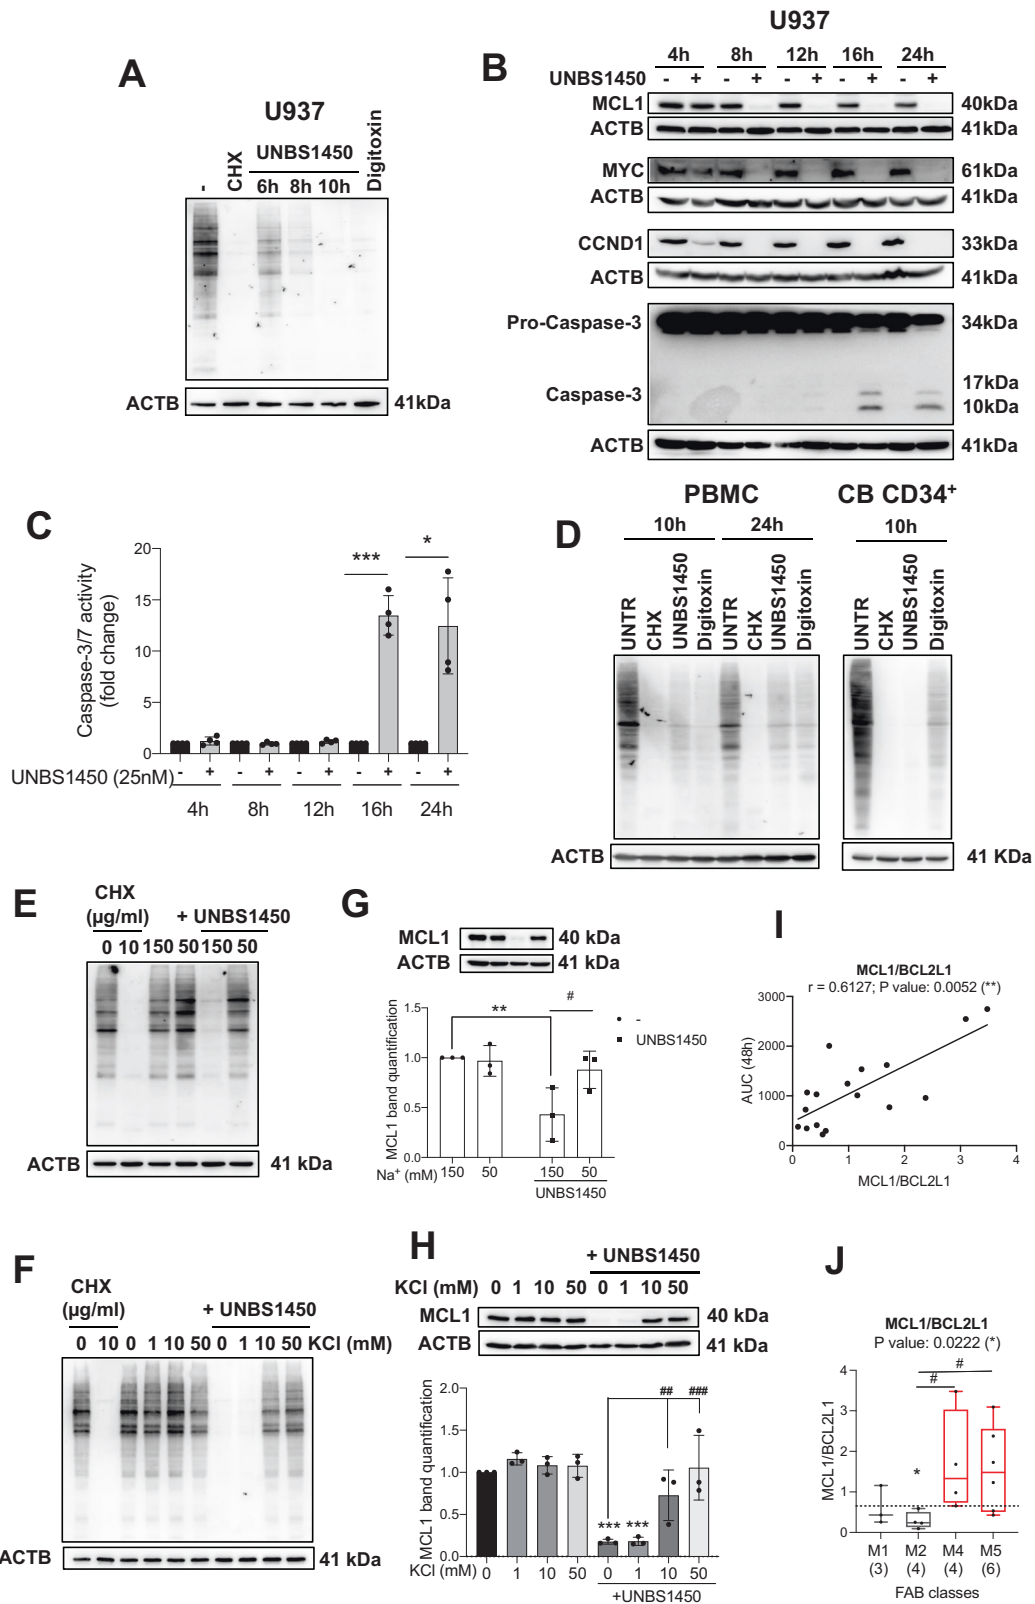 A
U937
-
CHX
UNBS1450
6h 8h 10h
Digitoxin
ACTB 41kDa
B
U937
4h 8h 12h 16h 24h
UNBS1450 - + - + - + - + - +
MCL1 40kDa
ACTB 41kDa
MYC 61kDa
ACTB 41kDa
CCND1 33kDa
ACTB 41kDa
Pro-Caspase-3 34kDa
17kDa
Caspase-3
10kDa
ACTB 41kDa
C
Caspase-3/7 activity
(fold change)
20
15
10
5
0
*** *
UNBS1450 (25nM) - + - + - + - + - +
4h 8h 12h 16h 24h
D
PBMC CB CD34+
10h 24h 10h
UNTR CHX UNBS1450 Digitoxin UNTR CHX UNBS1450 Digitoxin UNTR CHX UNBS1450 Digitoxin
ACTB 41 KDa
E
CHX
(µg/ml) + UNBS1450
0 10 150 50 150 50
ACTB 41 kDa
F
CHX
(µg/ml) + UNBS1450
0 10 0 1 10 50 0 1 10 50 KCl (mM)
ACTB 41 kDa
G
MCL1 40 kDa
ACTB 41 kDa
MCL1 band quantification
1.5
1.0
0.5
0.0
** #
-
UNBS1450
Na+ (mM) 150 50 150 50
UNBS1450
H
+ UNBS1450
KCl (mM) 0 1 10 50 0 1 10 50
MCL1 40 kDa
ACTB 41 kDa
MCL1 band quantification
2.0
1.5
1.0
0.5
0.0
## ###
*** ***
KCl (mM) 0 1 10 50 0 1 10 50
+UNBS1450
I
MCL1/BCL2L1
r = 0.6127; P value: 0.0052 (**)
AUC (48h)
3000
2000
1000
0
0 1 2 3 4
MCL1/BCL2L1
J
MCL1/BCL2L1
P value: 0.0222 (*)
MCL1/BCL2L1
4
3
2
1
0
#
#
*
M1 M2 M4 M5
(3) (4) (4) (6)
FAB classes